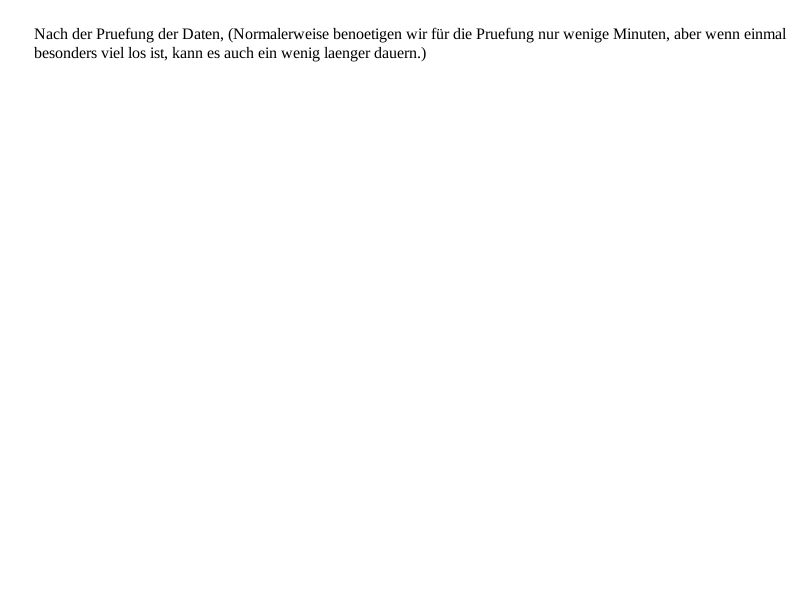 Nach der Pruefung der Daten, (Normalerweise benoetigen wir für die Pruefung nur wenige Minuten, aber wenn einmal
besonders viel los ist, kann es auch ein wenig laenger dauern.)